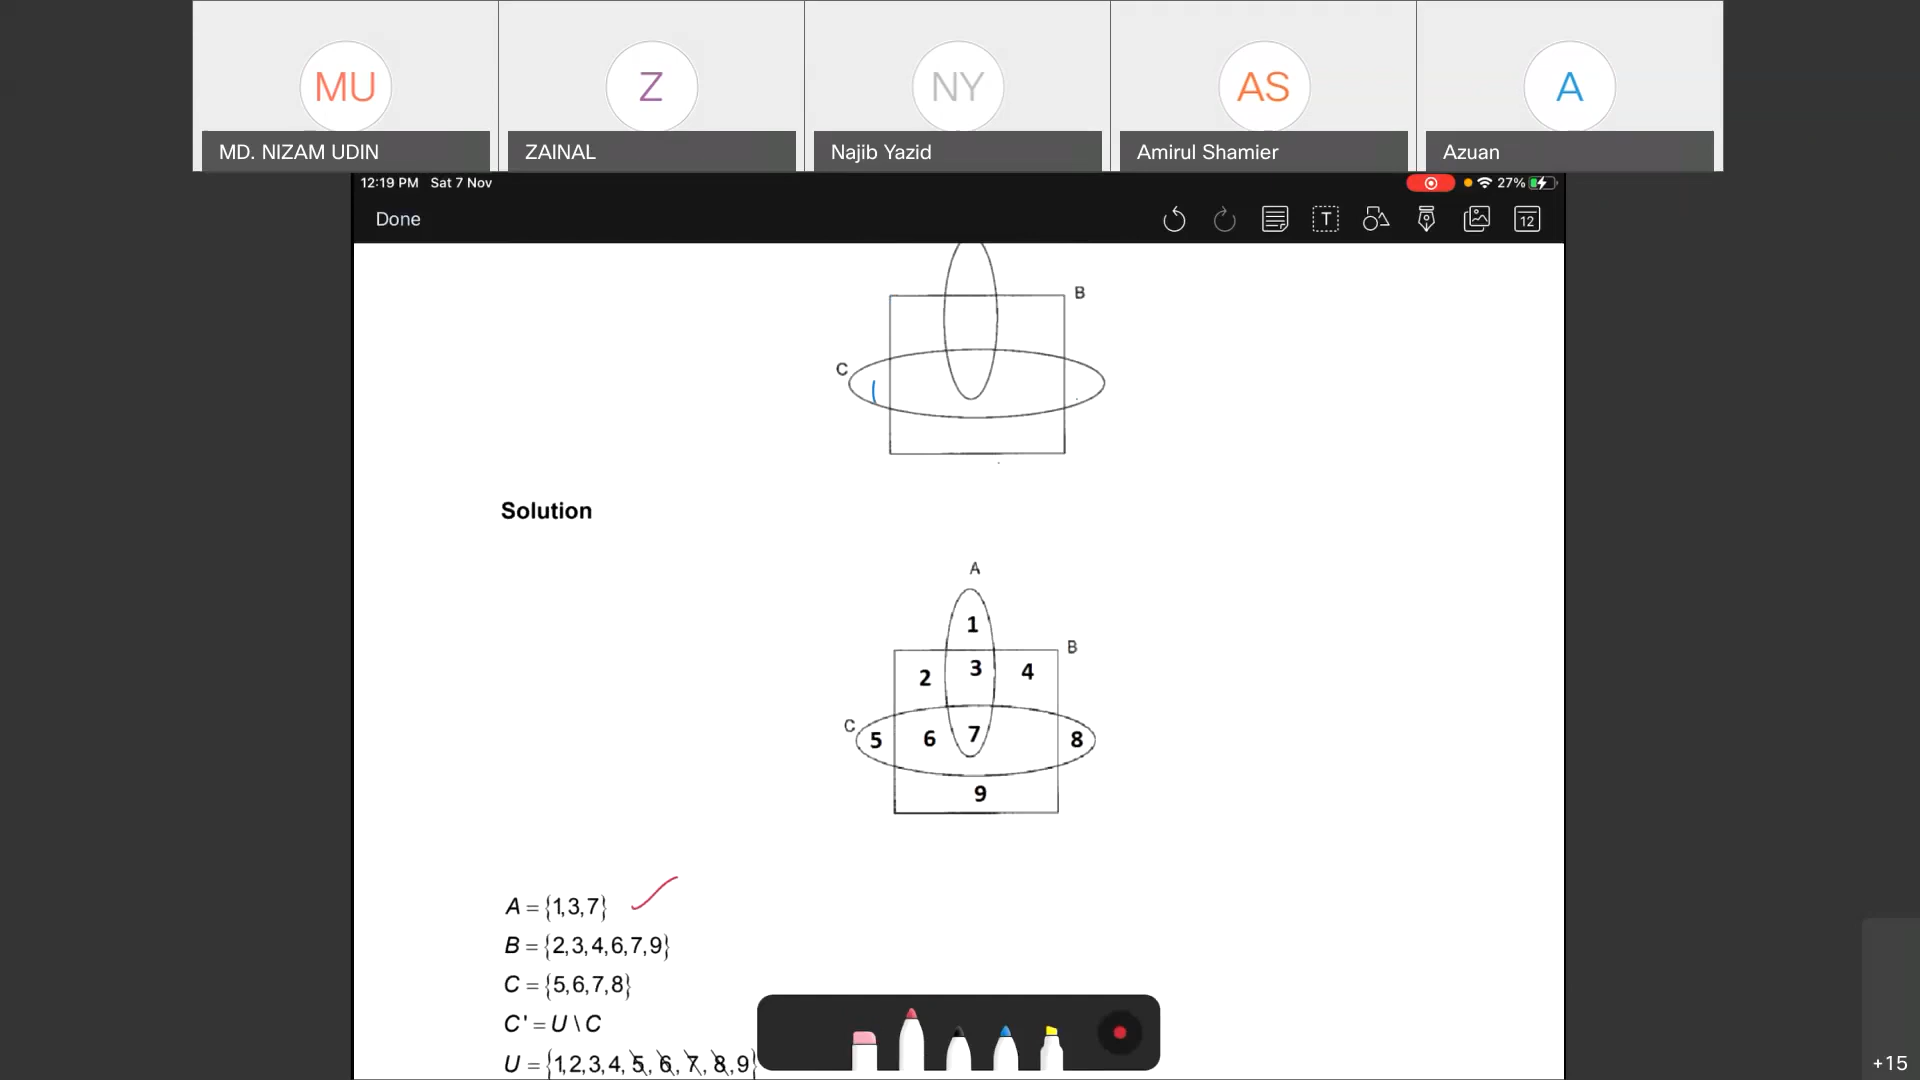 MU
Z
NY
AS
A
MD. NIZAM UDIN
ZAINAL
Najib Yazid
Amirul Shamier
Azuan
12:19 PM Sat 7 Nov
27%
Done
T
12
B
C
Solution
A
1
B
2 3 4
C
5 6 7 8
9
A = {1,3,7}
B = {2,3,4,6,7,9}
C = {5,6,7,8}
C' = U \ C
U = {1,2,3,4,5,6,7,8,9}
+15